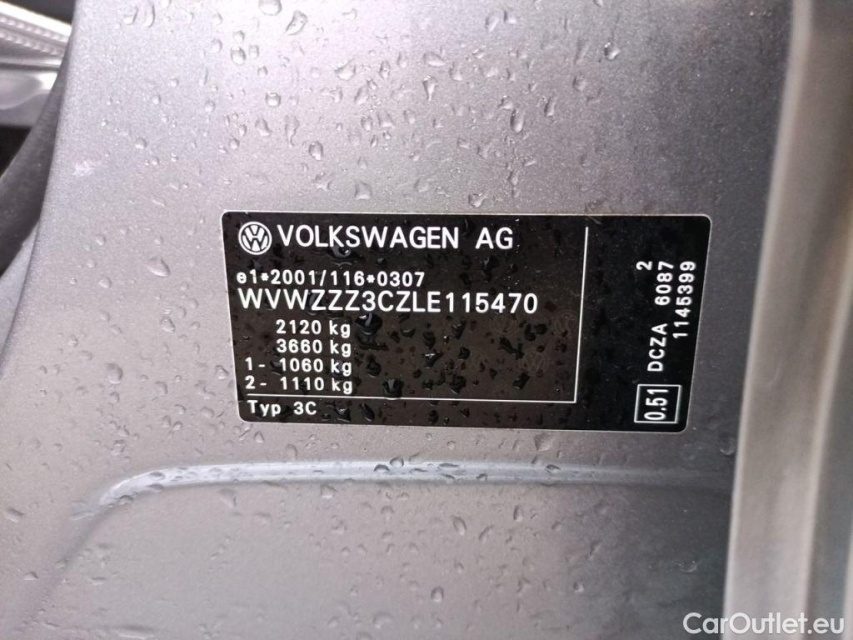 VOLKSWAGEN AG
e1*2001/116*0307
WVWZZZ3CZLE115470
2120 kg
3660 kg
1- 1060 kg
2- 1110 kg
Typ 3C
0.51
DCZA 6087 2
1145399
CarOutlet.eu